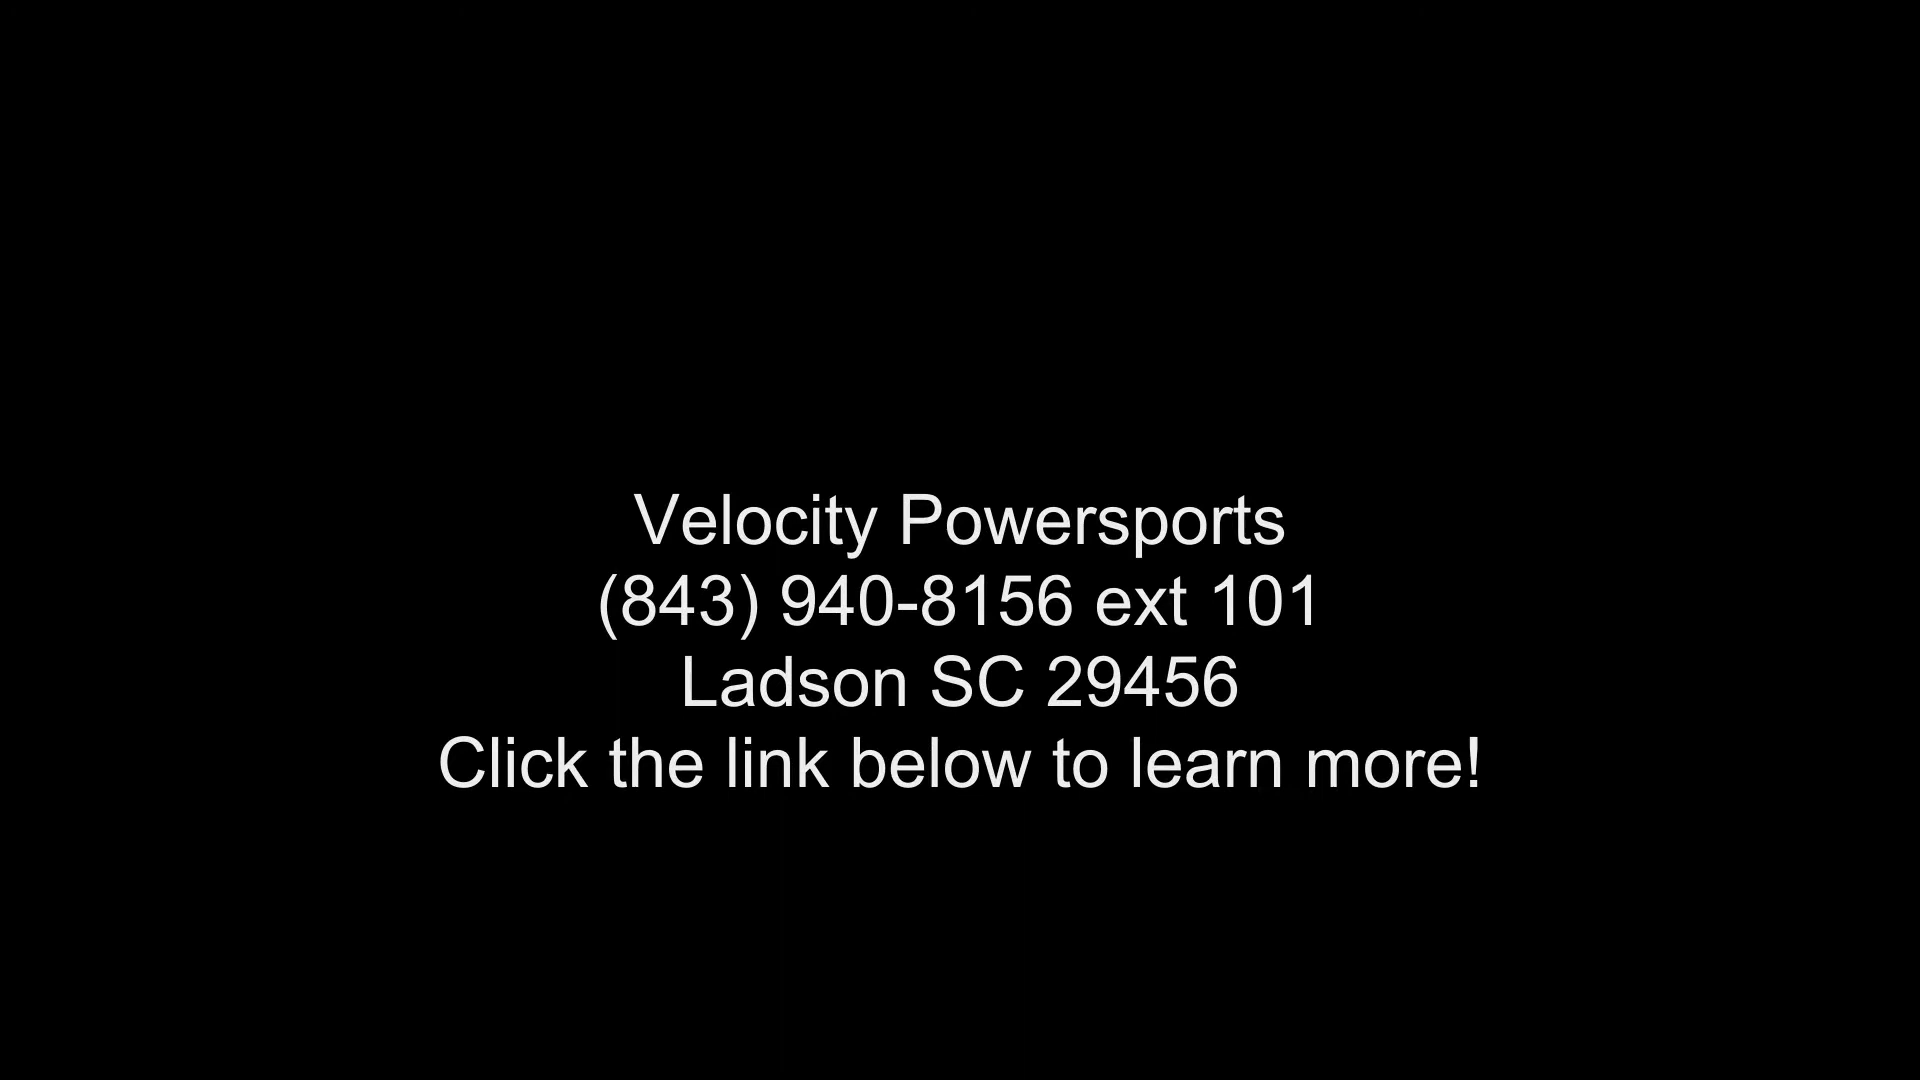 Velocity Powersports
(843) 940-8156 ext 101
Ladson SC 29456
Click the link below to learn more!